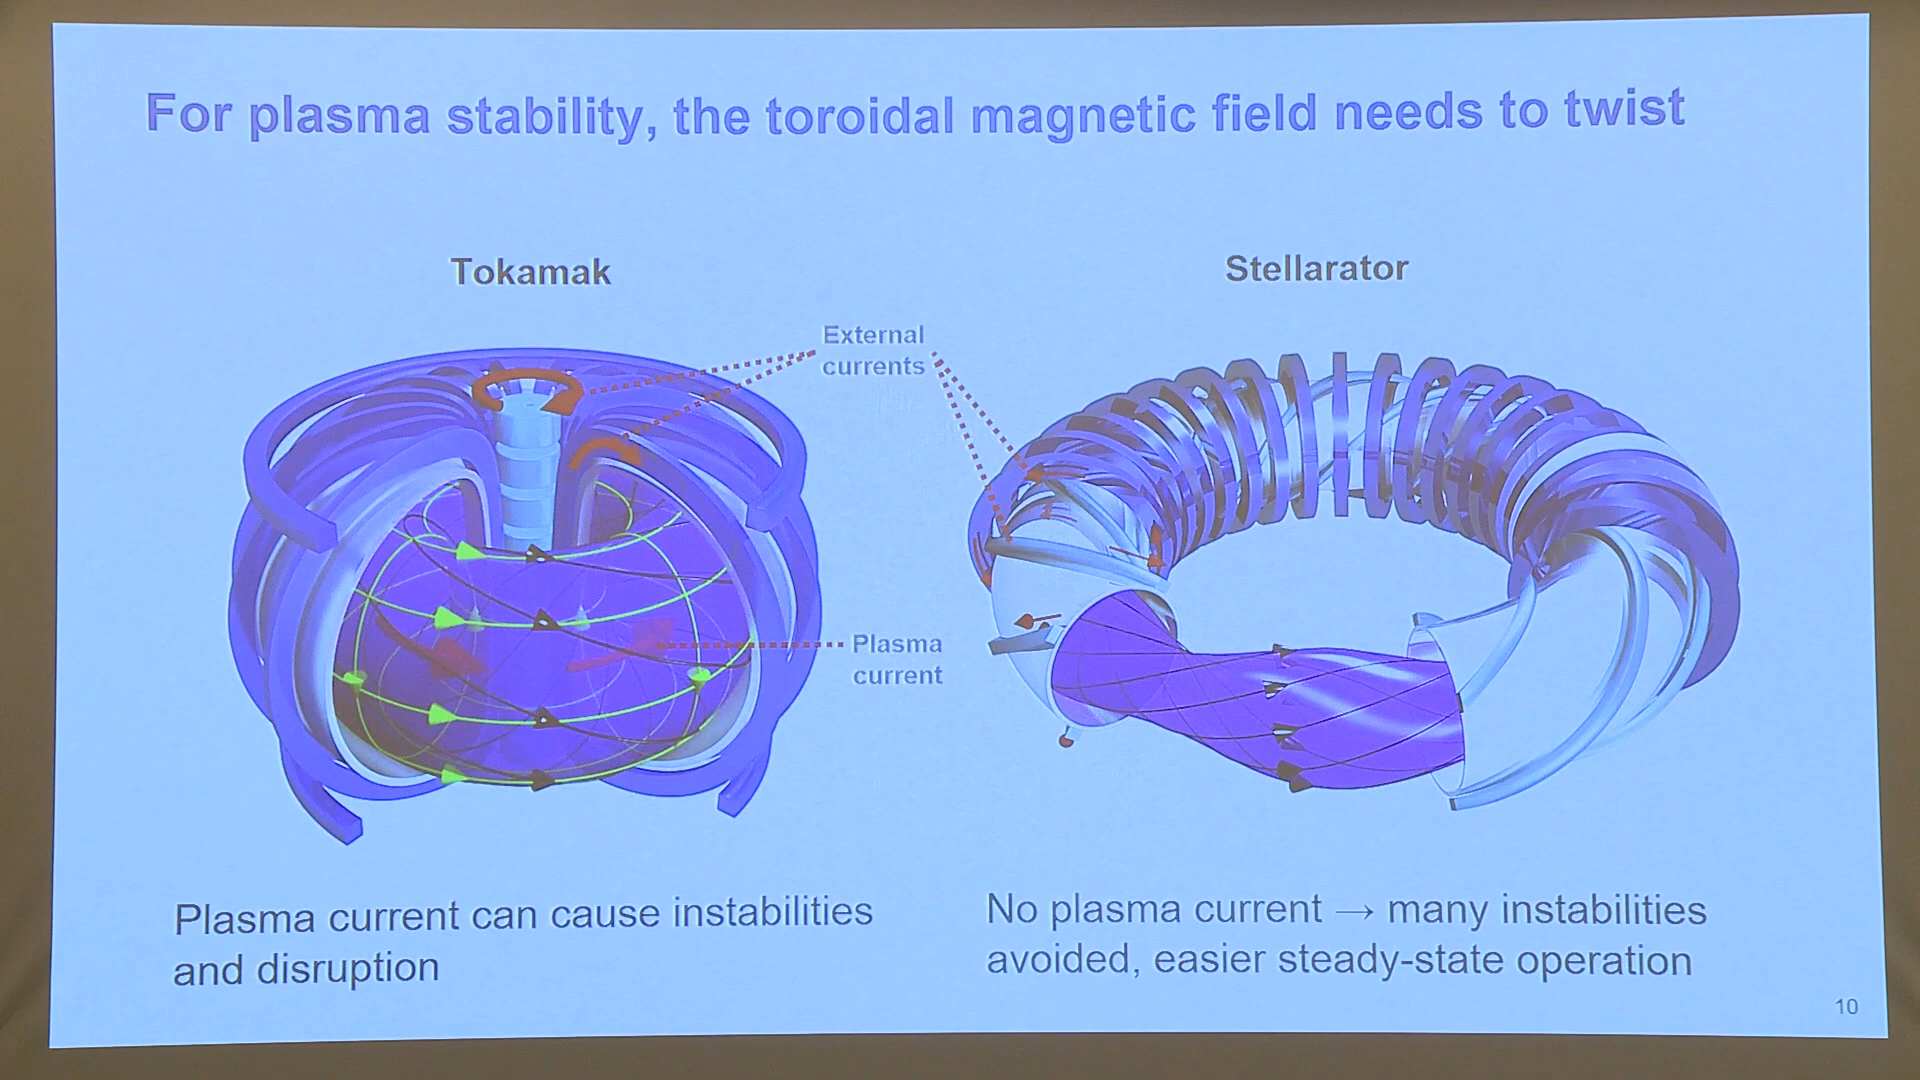 For plasma stability, the toroidal magnetic field needs to twist
Tokamak
Stellarator
External
currents
Plasma
current
Plasma current can cause instabilities
and disruption
No plasma current → many instabilities
avoided, easier steady-state operation
10